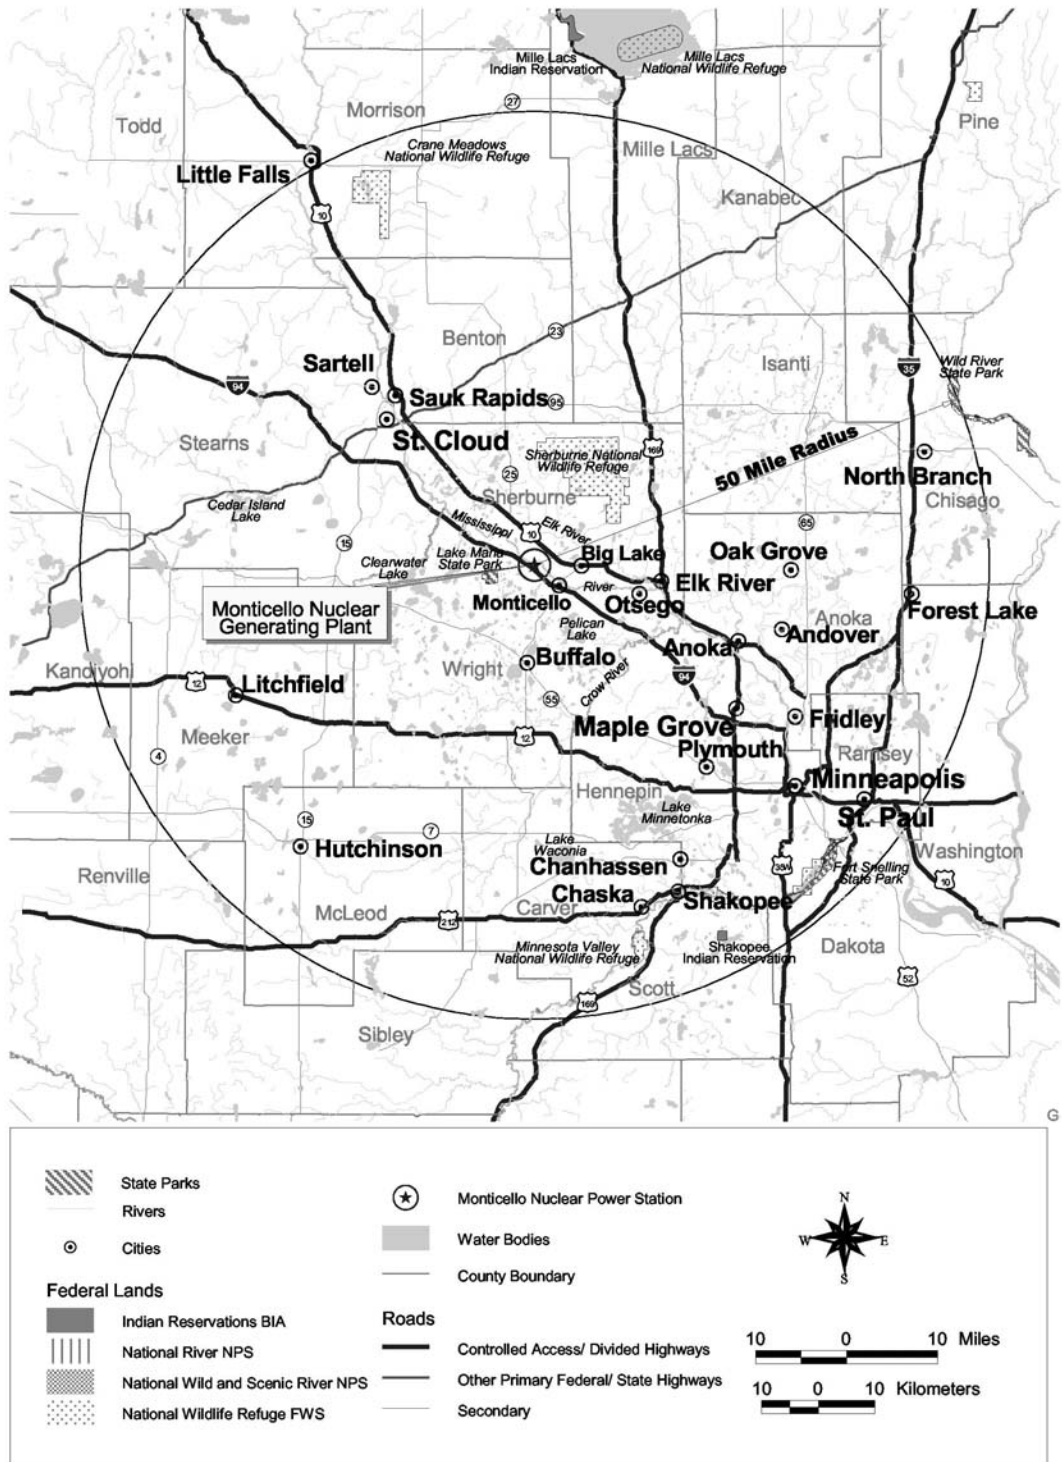 Mille Lacs
Indian Reservation
Mille Lacs
National Wildlife Refuge
Morrison
27
Todd
Pine
Crane Meadows
National Wildlife Refuge
Mille Lacs
Little Falls
Kanabec
10
Benton
23
Isanti
Sartell
Wild River
State Park
35
94
Sauk Rapids
95
St. Cloud
Stearns
169
50 Mile Radius
Sherburne National
Wildlife Refuge
25
North Branch
Sherburne
Chisago
Cedar Island
Lake
Mississippi
Elk River
10
65
15
Clearwater
Lake
Lake Maria
State Park
Big Lake
Oak Grove
Monticello
River
Elk River
Otsego
Monticello Nuclear
Generating Plant
Forest Lake
Pelican
Lake
Anoka
Andover
Anoka
Kandiyohi
Wright
Buffalo
Crow River
94
12
Litchfield
55
Maple Grove
Fridley
Meeker
12
Plymouth
Ramsey
4
Minneapolis
Hennepin
Lake
Minnetonka
St. Paul
15
7
Hutchinson
Lake
Waconia
Washington
Chanhassen
35W
Fort Snelling
State Park
Renville
10
Chaska
Shakopee
McLeod
212
Carver
Minnesota Valley
National Wildlife Refuge
Shakopee
Indian Reservation
Dakota
52
Scott
169
Sibley
G
State Parks
Rivers
Cities
Federal Lands
Indian Reservations BIA
National River NPS
National Wild and Scenic River NPS
National Wildlife Refuge FWS
Monticello Nuclear Power Station
Water Bodies
County Boundary
Roads
Controlled Access/ Divided Highways
Other Primary Federal/ State Highways
Secondary
N
W E
S
10 0 10 Miles
10 0 10 Kilometers